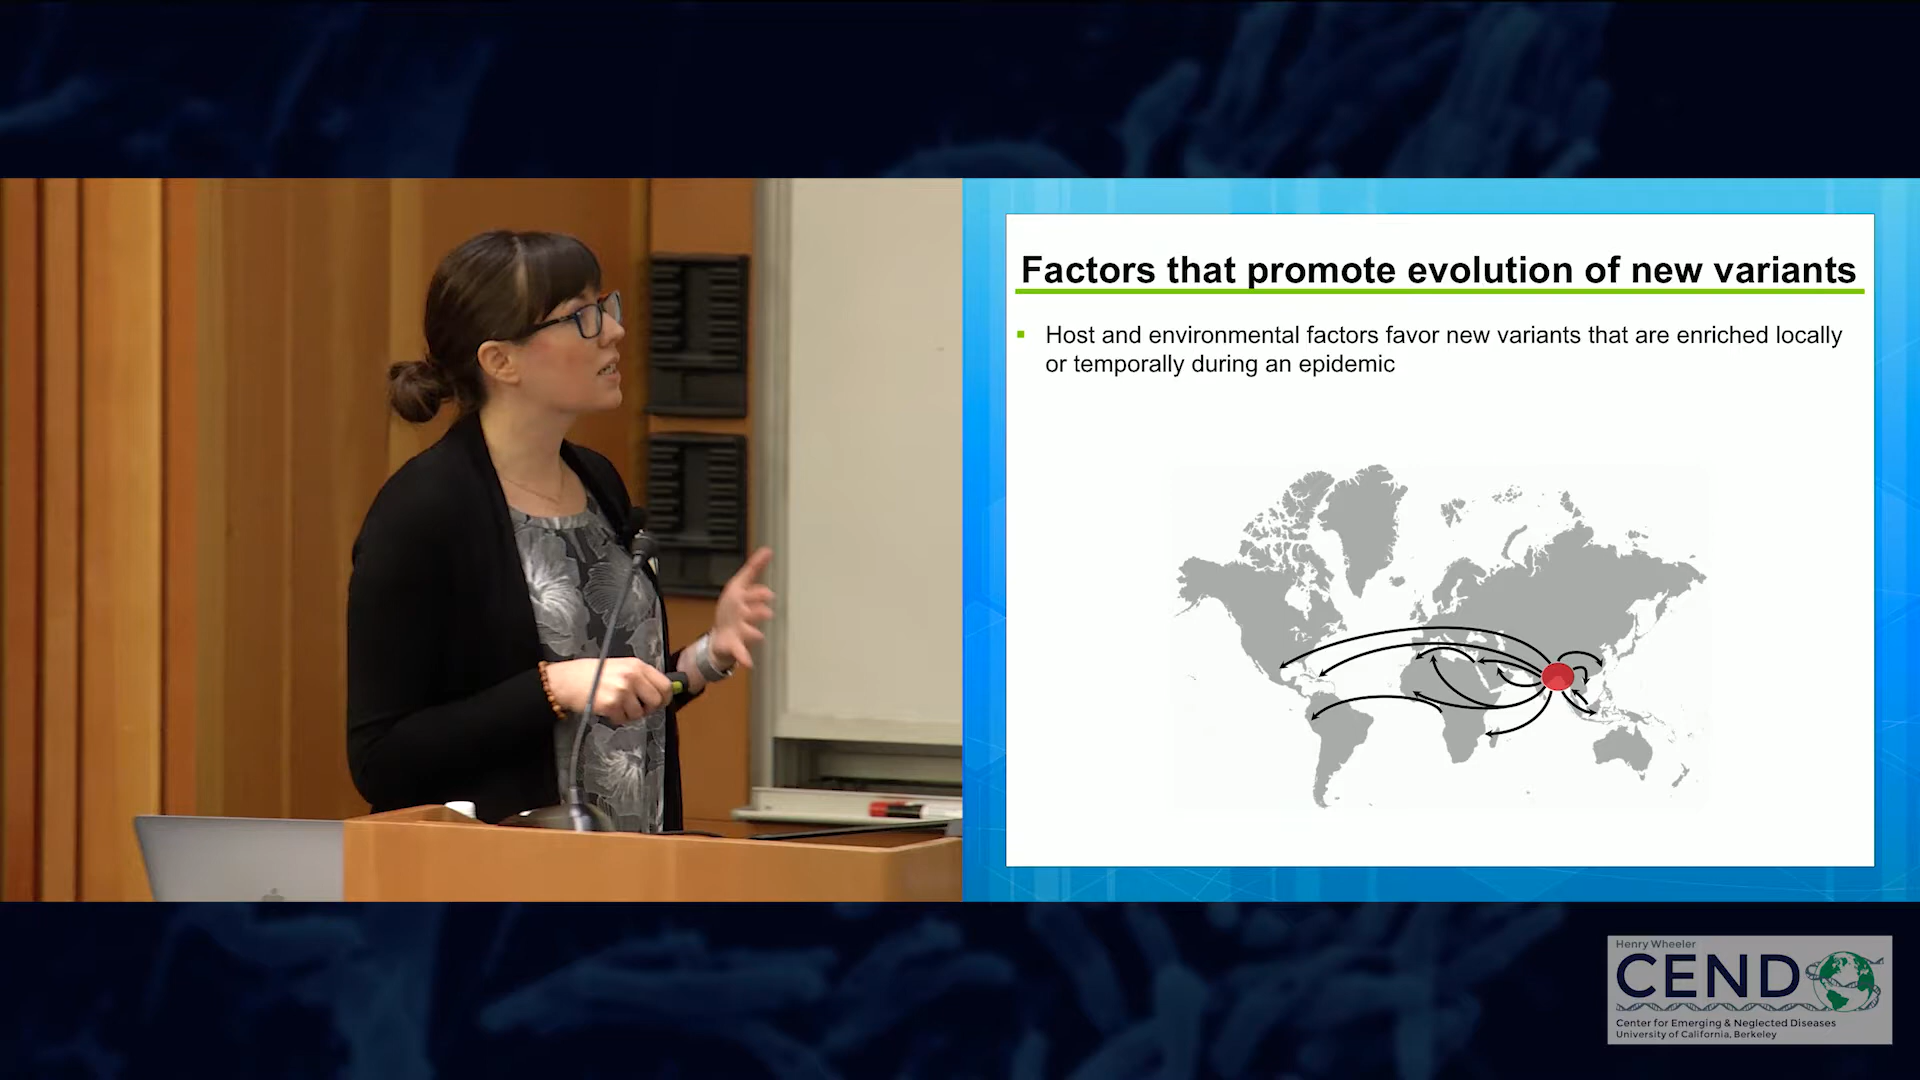 Factors that promote evolution of new variants
Host and environmental factors favor new variants that are enriched locally
or temporally during an epidemic
Henry Wheeler
CEND
Center for Emerging & Neglected Diseases
University of California, Berkeley